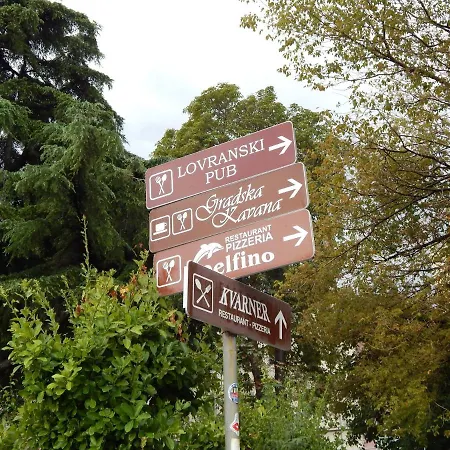 LOVRANSKI
PUB
Gradska
Kavana
RESTAURANT
PIZZERIA
elfino
KVARNER
RESTAURANT - PIZZERIA